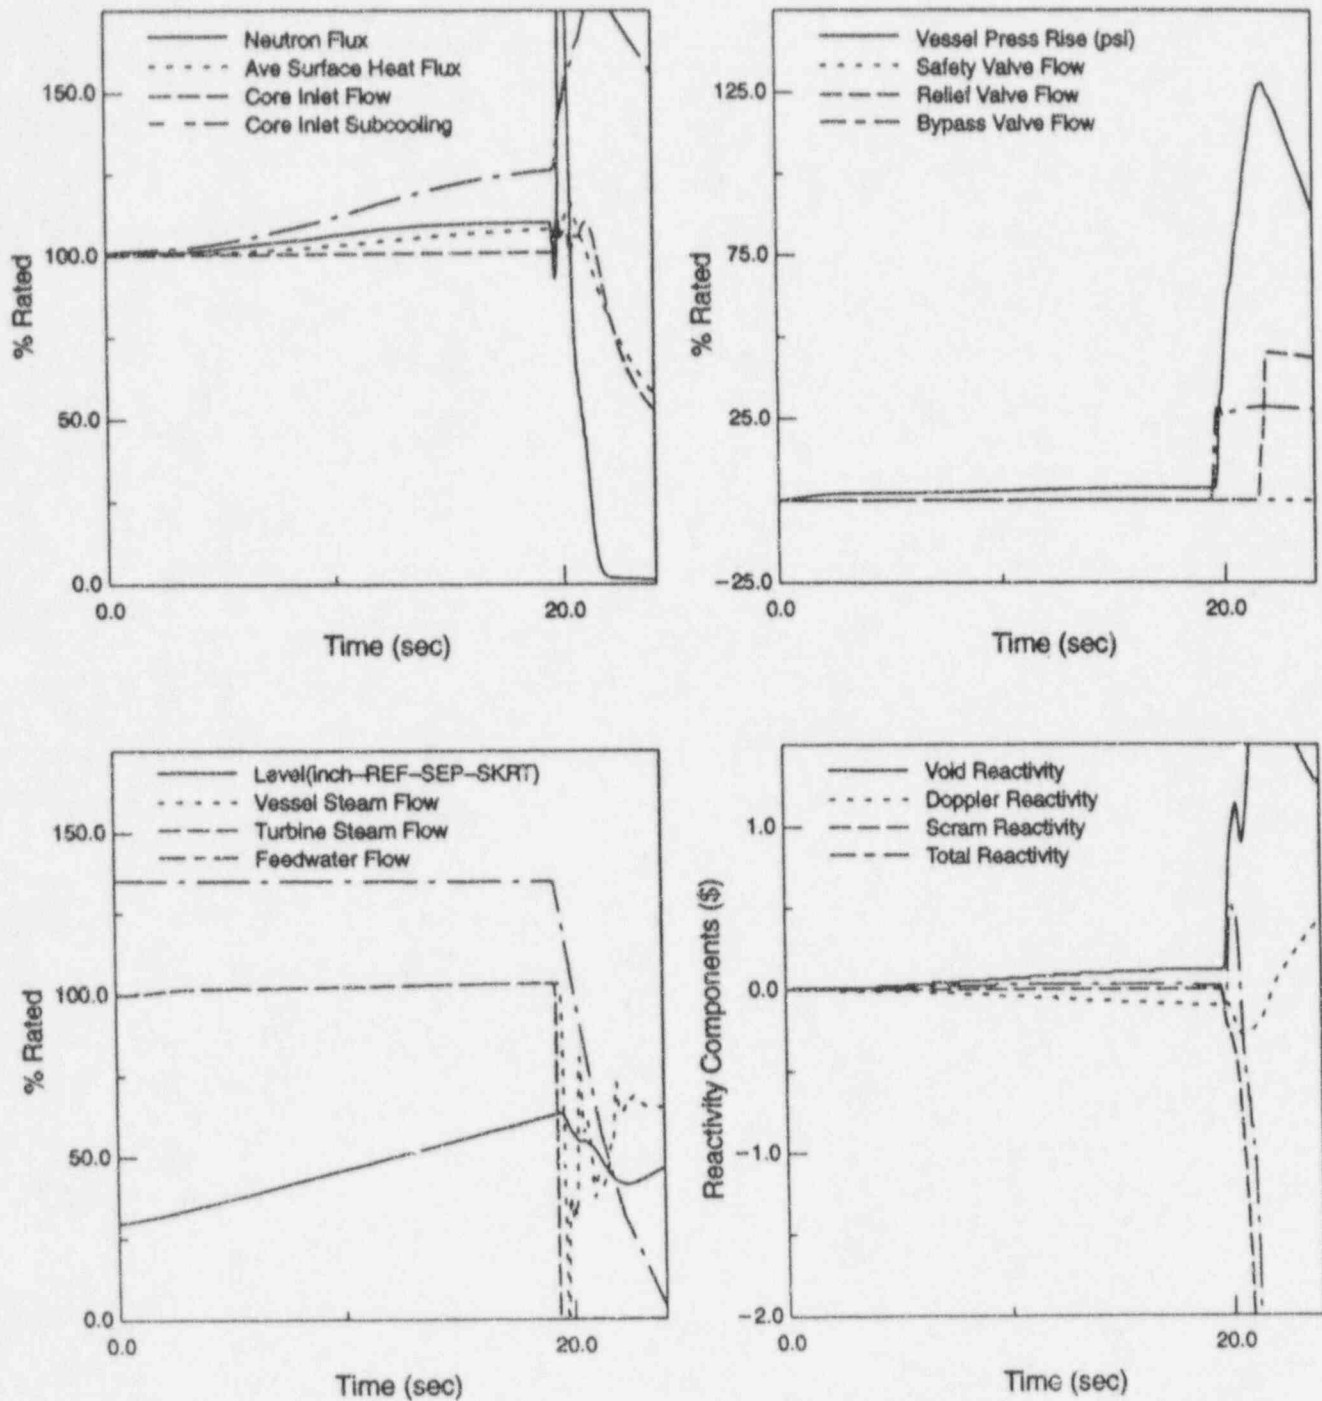 Neutron Flux
Ave Surface Heat Flux
Core Inlet Flow
Core Inlet Subcooling
150.0
100.0
50.0
0.0
% Rated
0.0 20.0
Time (sec)
Vessel Press Rise (psi)
Safety Valve Flow
Relief Valve Flow
Bypass Valve Flow
125.0
75.0
25.0
−25.0
% Rated
0.0 20.0
Time (sec)
Level(inch–REF–SEP–SKRT)
Vessel Steam Flow
Turbine Steam Flow
Feedwater Flow
150.0
100.0
50.0
0.0
% Rated
0.0 20.0
Time (sec)
Void Reactivity
Doppler Reactivity
Scram Reactivity
Total Reactivity
1.0
0.0
−1.0
−2.0
Reactivity Components ($)
0.0 20.0
Time (sec)